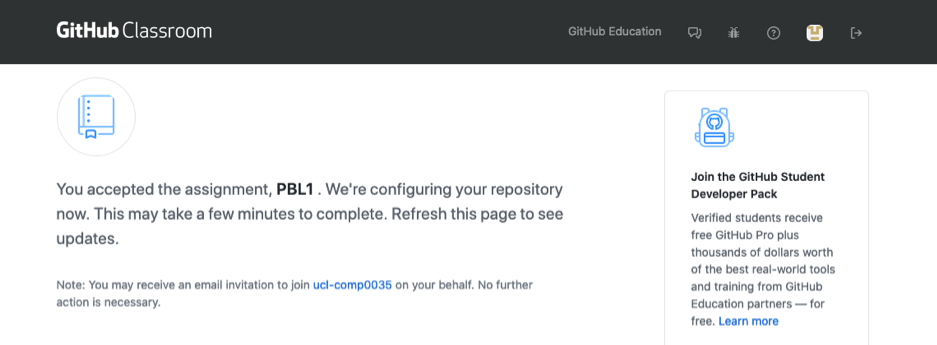 GitHub Classroom
GitHub Education
You accepted the assignment, PBL1 . We're configuring your repository
now. This may take a few minutes to complete. Refresh this page to see
updates.
Note: You may receive an email invitation to join ucl-comp0035 on your behalf. No further
action is necessary.
Join the GitHub Student
Developer Pack
Verified students receive
free GitHub Pro plus
thousands of dollars worth
of the best real-world tools
and training from GitHub
Education partners — for
free. Learn more